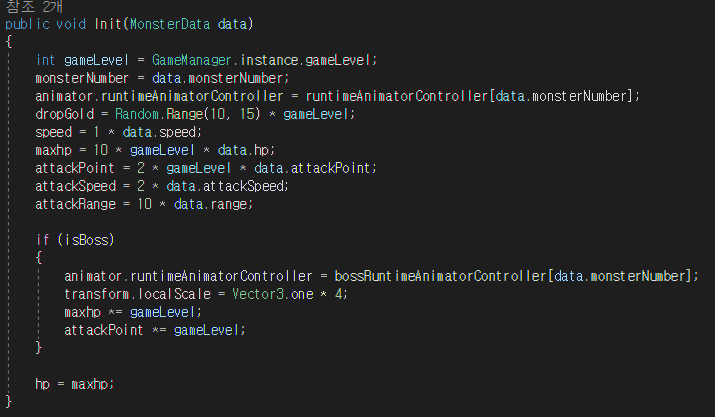 참조 2개
public void Init(MonsterData data)
{
int gameLevel = GameManager.instance.gameLevel;
monsterNumber = data.monsterNumber;
animator.runtimeAnimatorController = runtimeAnimatorController[data.monsterNumber];
dropGold = Random.Range(10, 15) * gameLevel;
speed = 1 * data.speed;
maxhp = 10 * gameLevel * data.hp;
attackPoint = 2 * gameLevel * data.attackPoint;
attackSpeed = 2 * data.attackSpeed;
attackRange = 10 * data.range;
if (isBoss)
{
animator.runtimeAnimatorController = bossRuntimeAnimatorController[data.monsterNumber];
transform.localScale = Vector3.one * 4;
maxhp *= gameLevel;
attackPoint *= gameLevel;
}
hp = maxhp;
}